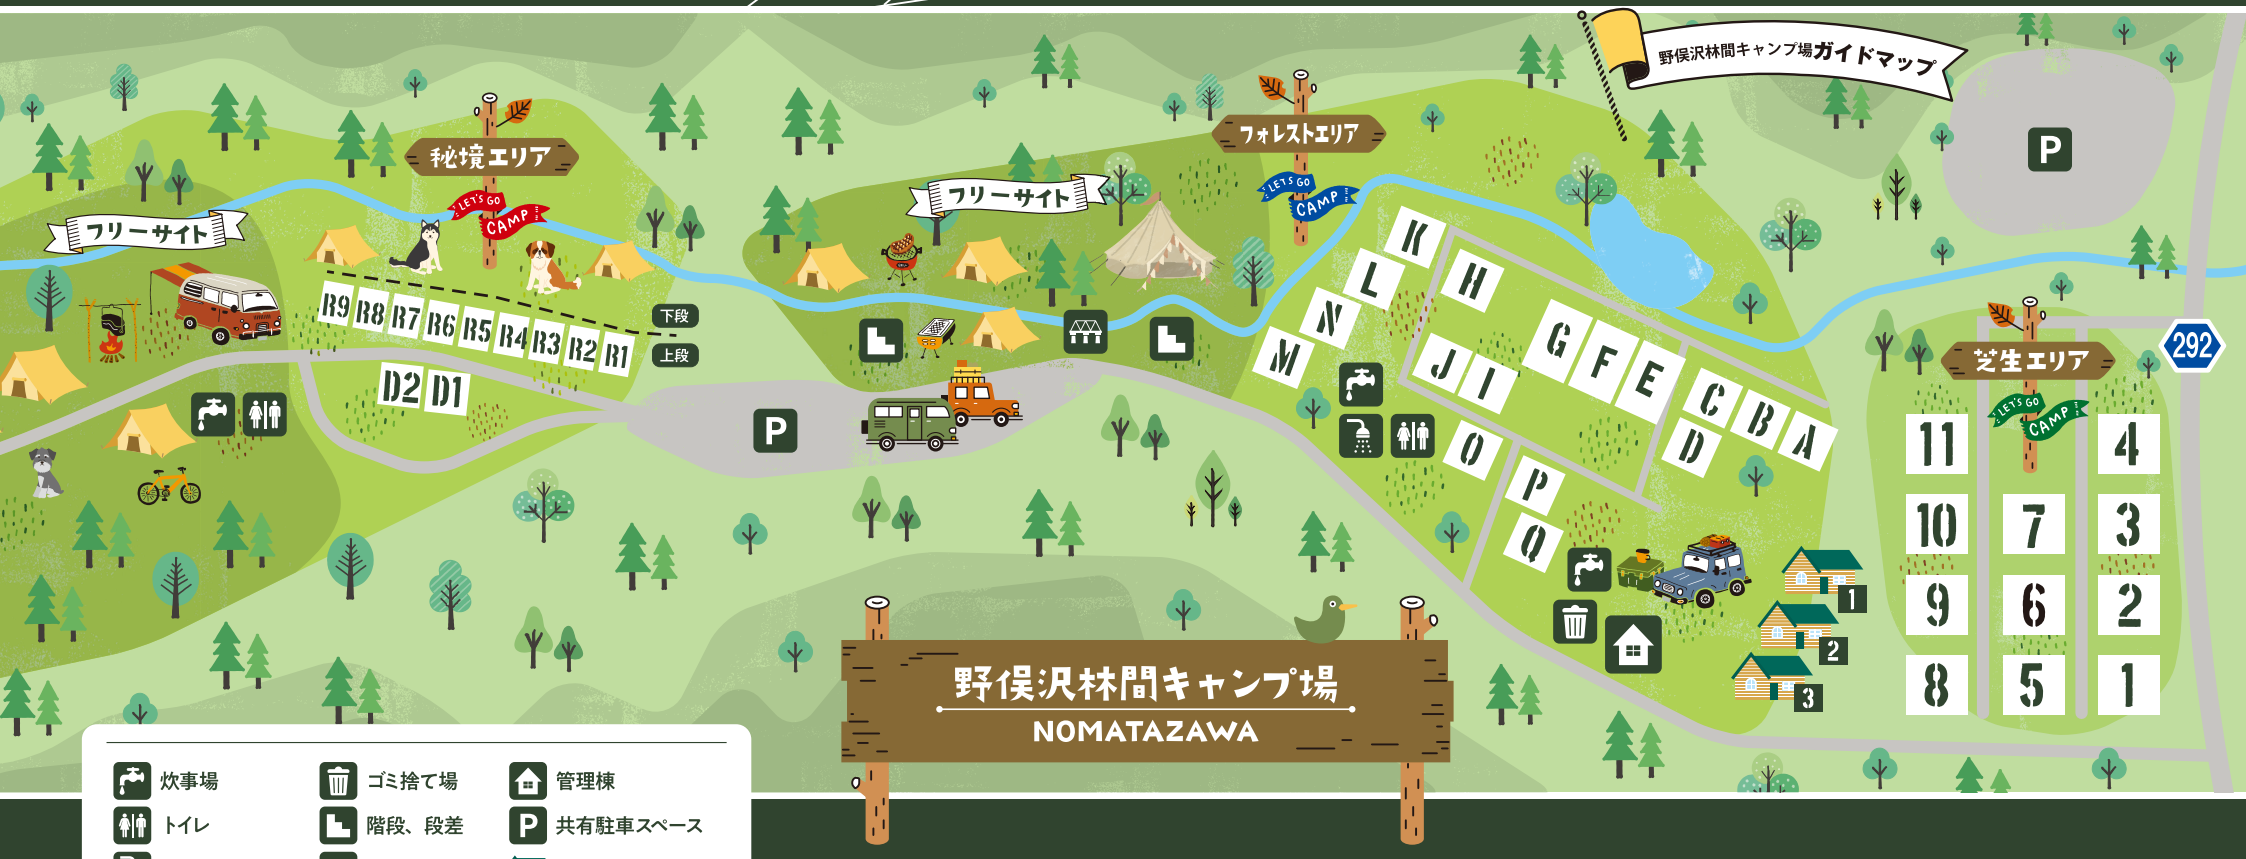 野俣沢林間キャンプ場ガイドマップ
P
フォレストエリア
LET'S GO
CAMP
秘境エリア
LET'S GO
CAMP
フリーサイト
フリーサイト
R9 R8 R7 R6 R5 R4 R3 R2 R1
下段
上段
D2 D1
P
K
L
N
M
H
J I
G F E
C B A
D
O
P
Q
1
2
3
292
芝生エリア
LET'S GO
CAMP
11 4
10 7 3
9 6 2
8 5 1
野俣沢林間キャンプ場
NOMATAZAWA
炊事場
ゴミ捨て場
管理棟
トイレ
階段、段差
P 共有駐車スペース